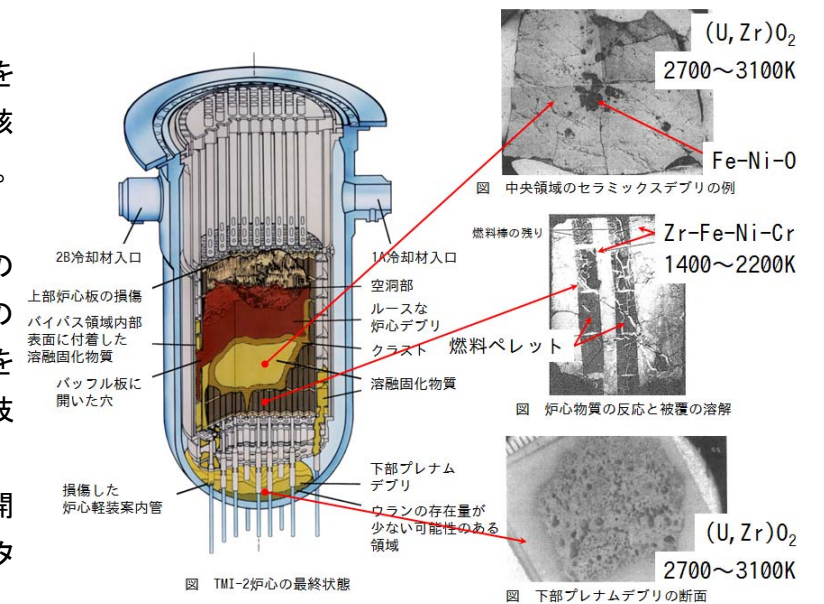 を
亥
。
の
の
を
支
開
タ
2B冷却材入口
上部炉心板の損傷
バイパス領域内部
表面に付着した
溶融固化物質
バッフル板に
開いた穴
損傷した
炉心軽装案内管
1A冷却材入口
空洞部
ルースな
炉心デブリ
クラスト
溶融固化物質
下部プレナム
デブリ
ウランの存在量が
少ない可能性のある
領域
図 TMI-2炉心の最終状態
(U,Zr)O₂
2700～3100K
Fe-Ni-O
図 中央領域のセラミックスデブリの例
燃料棒の残り
Zr-Fe-Ni-Cr
1400～2200K
燃料ペレット
図 炉心物質の反応と被覆の溶解
(U,Zr)O₂
2700～3100K
図 下部プレナムデブリの断面